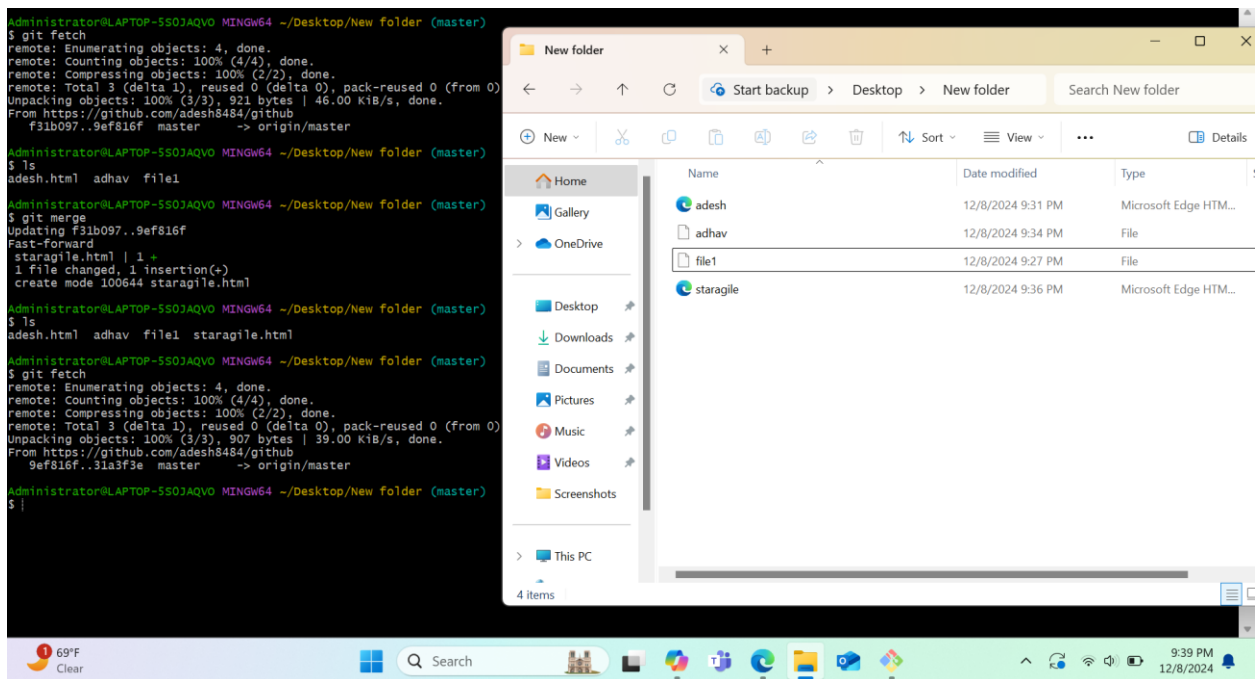 Administrator@LAPTOP-5SOJAQVO MINGW64 ~/Desktop/New folder (master)
$ git fetch
remote: Enumerating objects: 4, done.
remote: Counting objects: 100% (4/4), done.
remote: Compressing objects: 100% (2/2), done.
remote: Total 3 (delta 1), reused 0 (delta 0), pack-reused 0 (from 0)
Unpacking objects: 100% (3/3), 921 bytes | 46.00 KiB/s, done.
From https://github.com/adesh8484/github
f31b097..9ef816f master -> origin/master
Administrator@LAPTOP-5SOJAQVO MINGW64 ~/Desktop/New folder (master)
$ ls
adesh.html adhav file1
Administrator@LAPTOP-5SOJAQVO MINGW64 ~/Desktop/New folder (master)
$ git merge
Updating f31b097..9ef816f
Fast-forward
staragile.html | 1 +
1 file changed, 1 insertion(+)
create mode 100644 staragile.html
Administrator@LAPTOP-5SOJAQVO MINGW64 ~/Desktop/New folder (master)
$ ls
adesh.html adhav file1 staragile.html
Administrator@LAPTOP-5SOJAQVO MINGW64 ~/Desktop/New folder (master)
$ git fetch
remote: Enumerating objects: 4, done.
remote: Counting objects: 100% (4/4), done.
remote: Compressing objects: 100% (2/2), done.
remote: Total 3 (delta 1), reused 0 (delta 0), pack-reused 0 (from 0)
Unpacking objects: 100% (3/3), 907 bytes | 39.00 KiB/s, done.
From https://github.com/adesh8484/github
9ef816f..31a3f3e master -> origin/master
Administrator@LAPTOP-5SOJAQVO MINGW64 ~/Desktop/New folder (master)
$
New folder
Start backup > Desktop > New folder
Search New folder
New
Sort
View
Details
Home
Gallery
OneDrive
Desktop
Downloads
Documents
Pictures
Music
Videos
Screenshots
This PC
Name Date modified Type
adesh 12/8/2024 9:31 PM Microsoft Edge HTM...
adhav 12/8/2024 9:34 PM File
file1 12/8/2024 9:27 PM File
staragile 12/8/2024 9:36 PM Microsoft Edge HTM...
4 items
1
69°F
Clear
Search
9:39 PM
12/8/2024